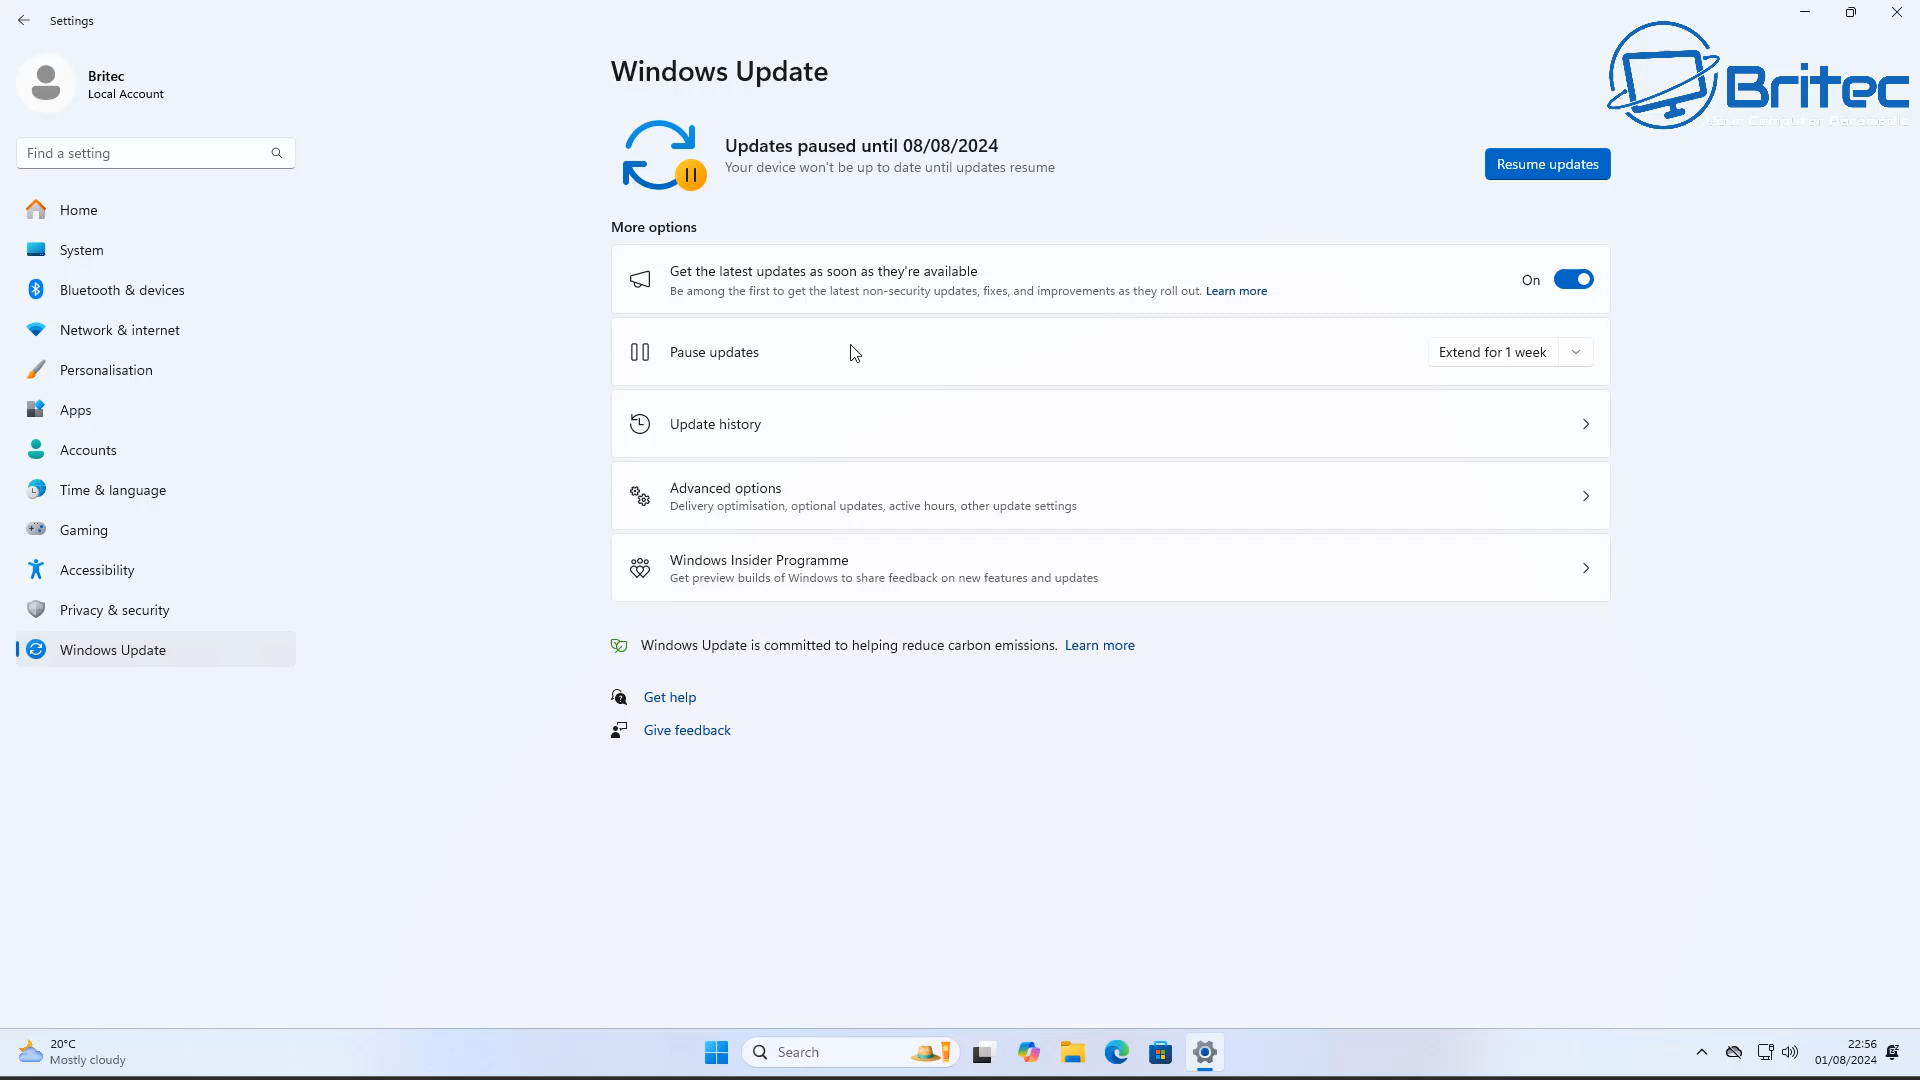 Settings
Britec
Local Account
Find a setting
Home
System
Bluetooth & devices
Network & internet
Personalisation
Apps
Accounts
Time & language
Gaming
Accessibility
Privacy & security
Windows Update
Windows Update
Updates paused until 08/08/2024
Your device won't be up to date until updates resume
Resume updates
More options
Get the latest updates as soon as they're available
Be among the first to get the latest non-security updates, fixes, and improvements as they roll out. Learn more
On
Pause updates
Extend for 1 week
Update history
Advanced options
Delivery optimisation, optional updates, active hours, other update settings
Windows Insider Programme
Get preview builds of Windows to share feedback on new features and updates
Windows Update is committed to helping reduce carbon emissions. Learn more
Get help
Give feedback
Britec
20°C
Mostly cloudy
Search
22:56
01/08/2024